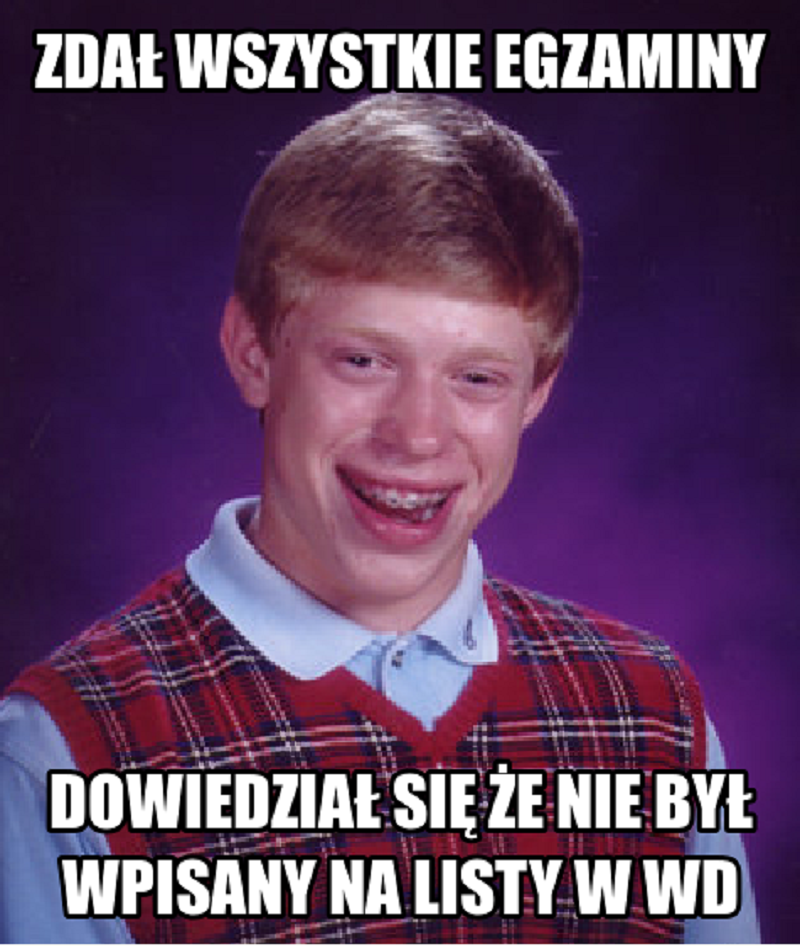 ZDAŁ WSZYSTKIE EGZAMINY
DOWIEDZIAŁ SIĘ ŻE NIE BYŁ
WPISANY NA LISTY W WD